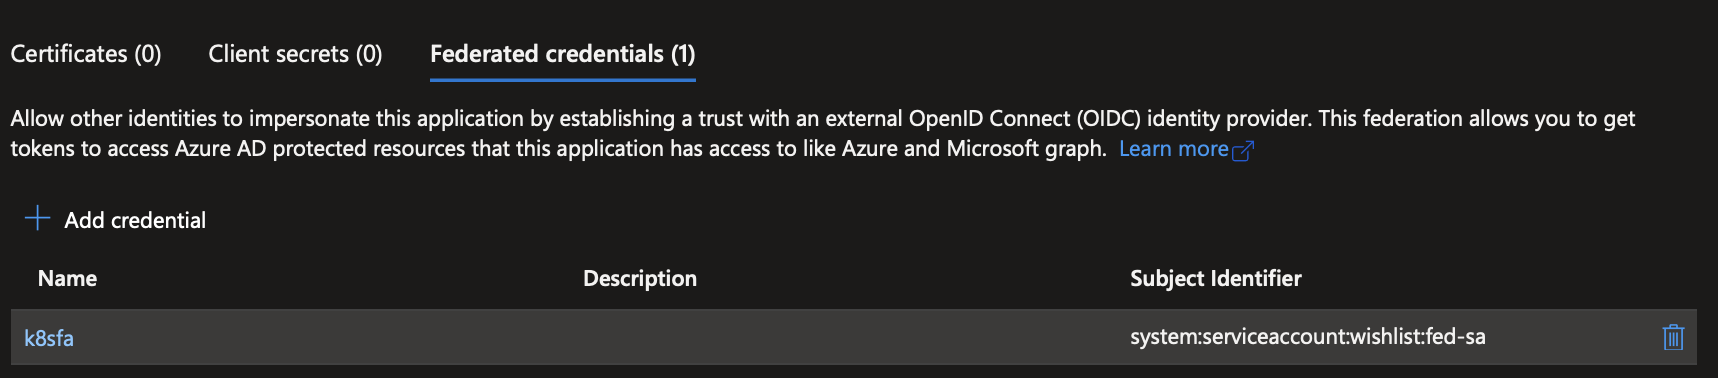 Certificates (0) Client secrets (0) Federated credentials (1)
Allow other identities to impersonate this application by establishing a trust with an external OpenID Connect (OIDC) identity provider. This federation allows you to get
tokens to access Azure AD protected resources that this application has access to like Azure and Microsoft graph. Learn more
Add credential
Name Description Subject Identifier
k8sfa system:serviceaccount:wishlist:fed-sa